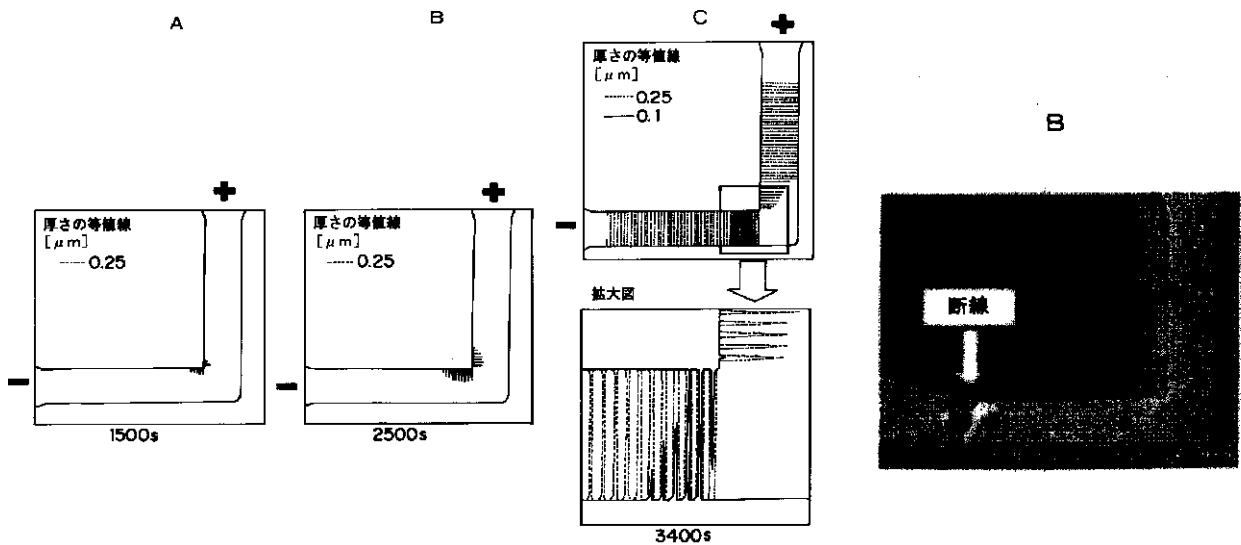 A
B
C
+
厚さの等値線
[μm]
0.25
0.1
−
拡大図
3400s
+
厚さの等値線
[μm]
0.25
−
1500s
+
厚さの等値線
[μm]
0.25
−
2500s
B
断線